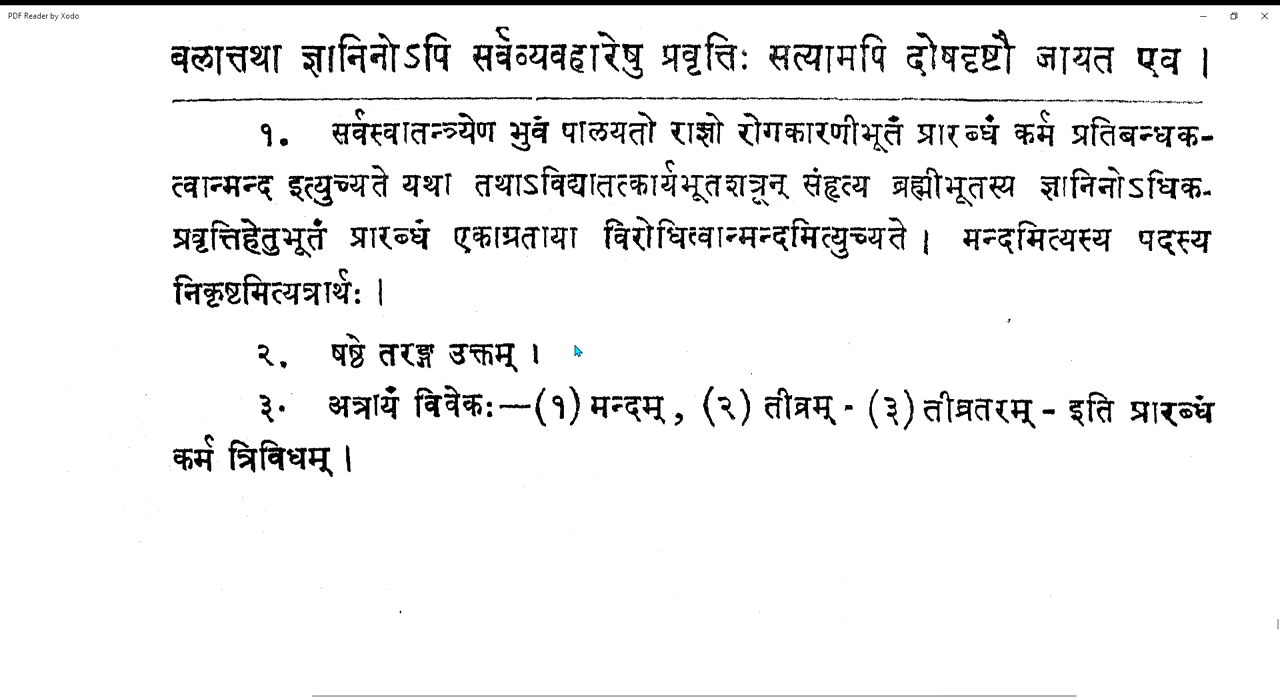 PDF Reader by Xodo
बलात्तथा ज्ञानिनोऽपि सर्वव्यवहारेषु प्रवृत्तिः सत्यामपि दोषदृष्टौ जायत एव ।
१. सर्वस्वातन्त्र्येण भुवं पालयतो राज्ञो रोगकारणीभूतं प्रारब्धं कर्म प्रतिबन्धक-
त्वान्मन्द इत्युच्यते यथा तथाऽविद्यातत्कार्यभूतशत्रून् संहृत्य ब्रह्मीभूतस्य ज्ञानिनोऽधिक-
प्रवृत्तिहेतुभूतं प्रारब्धं एकाग्रताया विरोधित्वान्मन्दमित्युच्यते । मन्दमित्यस्य पदस्य
निकृष्टमित्यत्रार्थः ।
२. षष्ठे तरङ्ग उक्तम् ।
३. अत्रायं विवेकः—(१) मन्दम्, (२) तीव्रम् - (३) तीव्रतरम् - इति प्रारब्धं
कर्म त्रिविधम् ।